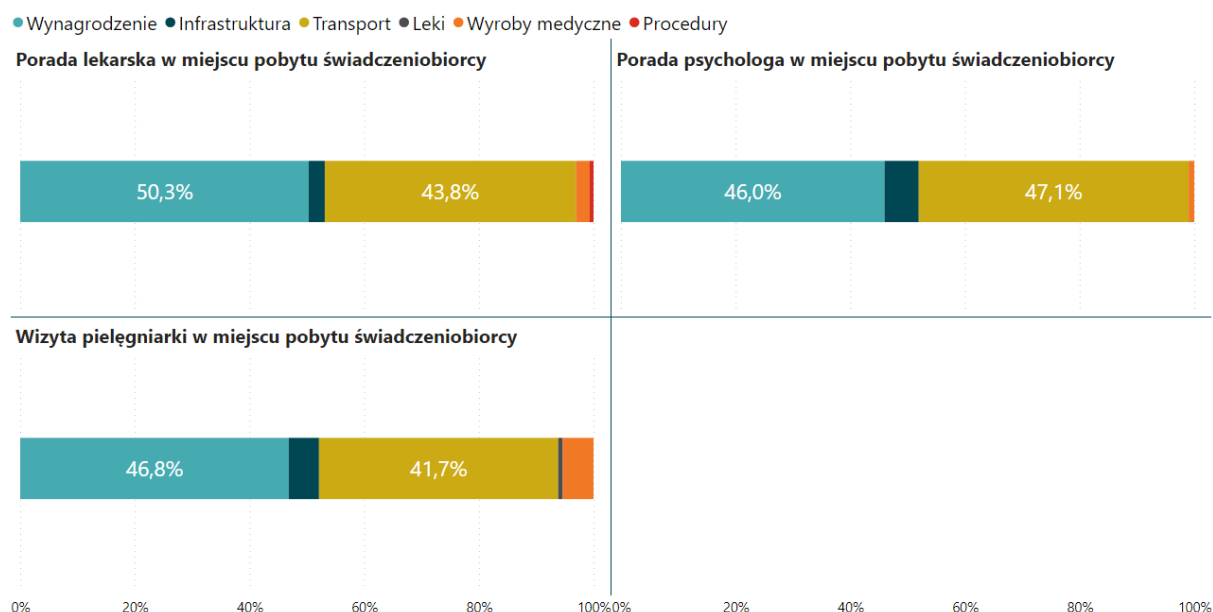 Wynagrodzenie Infrastruktura Transport Leki Wyroby medyczne Procedury
Porada lekarska w miejscu pobytu świadczeniobiorcy
50,3% 43,8%
Porada psychologa w miejscu pobytu świadczeniobiorcy
46,0% 47,1%
Wizyta pielęgniarki w miejscu pobytu świadczeniobiorcy
46,8% 41,7%
0% 20% 40% 60% 80% 100%
0% 20% 40% 60% 80% 100%